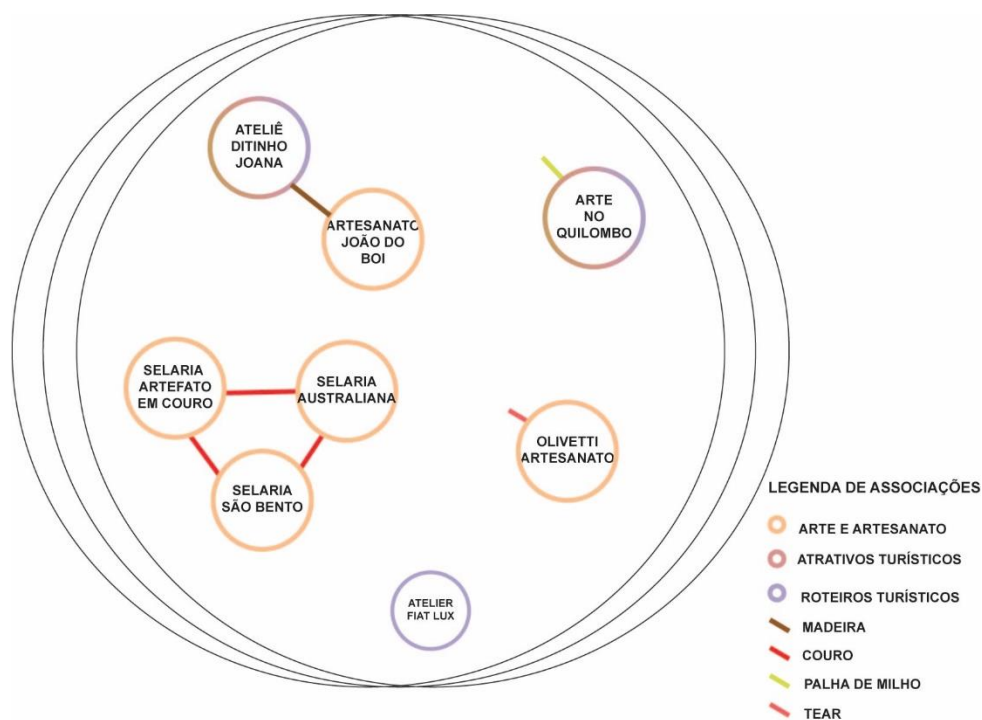 ATELIÊ
DITINHO
JOANA
ARTESANATO
JOÃO DO
BOI
ARTE
NO
QUILOMBO
SELARIA
ARTEFATO
EM COURO
SELARIA
AUSTRALIANA
SELARIA
SÃO BENTO
OLIVETTI
ARTESANATO
ATELIER
FIAT LUX
LEGENDA DE ASSOCIAÇÕES
ARTE E ARTESANATO
ATRATIVOS TURÍSTICOS
ROTEIROS TURÍSTICOS
MADEIRA
COURO
PALHA DE MILHO
TEAR